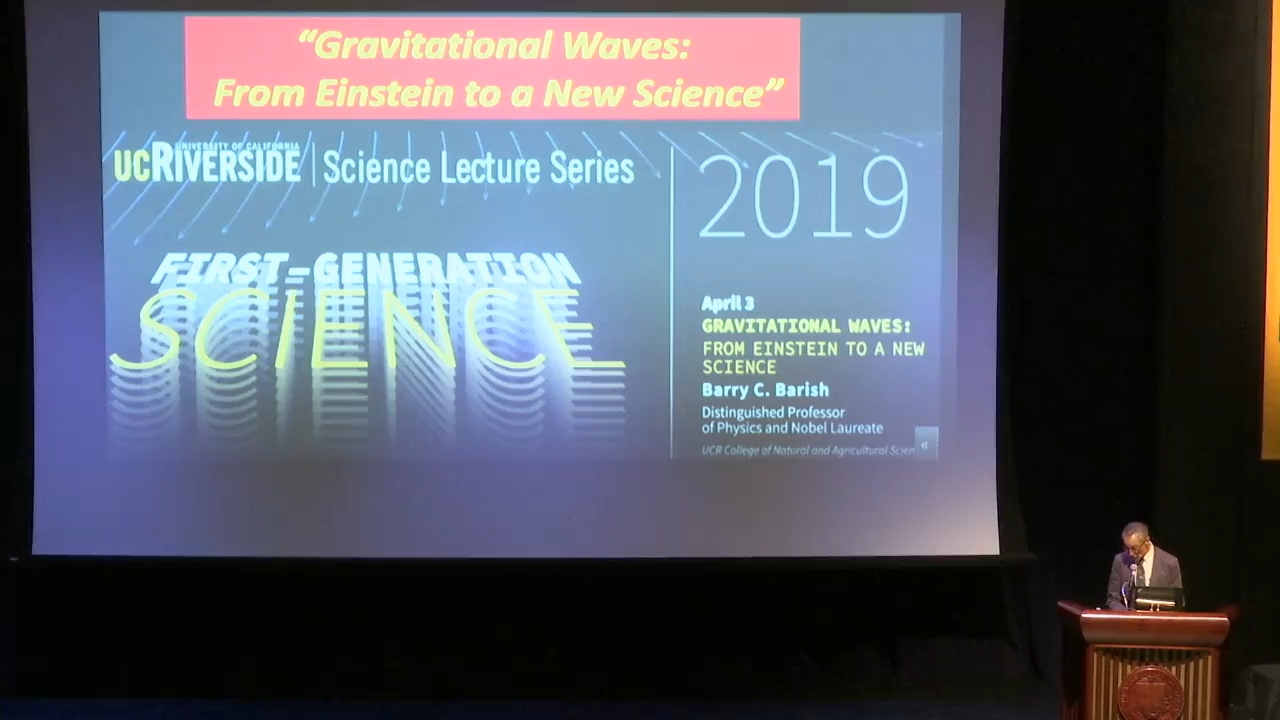 “Gravitational Waves:
From Einstein to a New Science”
UNIVERSITY OF CALIFORNIA
UCRIVERSIDE | Science Lecture Series
FIRST-GENERATION
SCIENCE
2019
April 3
GRAVITATIONAL WAVES:
FROM EINSTEIN TO A NEW
SCIENCE
Barry C. Barish
Distinguished Professor
of Physics and Nobel Laureate
UCR College of Natural and Agricultural Scien
«